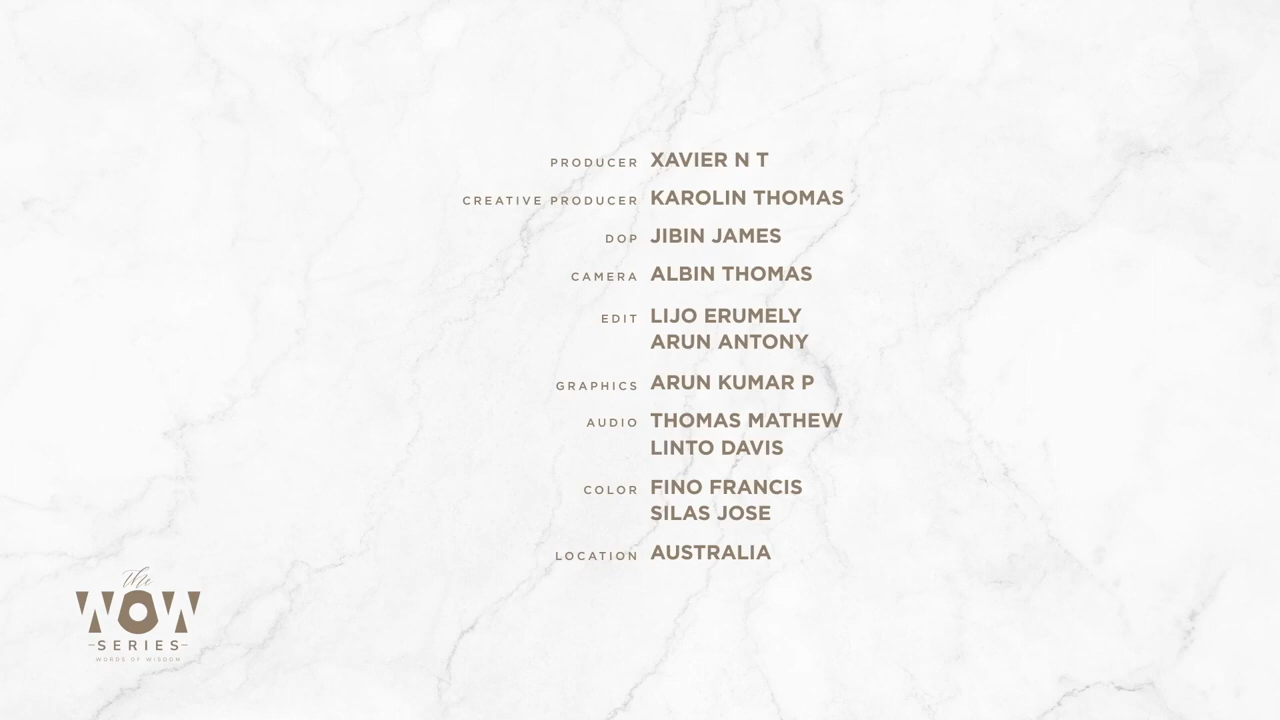 PRODUCER XAVIER N T
CREATIVE PRODUCER KAROLIN THOMAS
DOP JIBIN JAMES
CAMERA ALBIN THOMAS
EDIT LIJO ERUMELY
ARUN ANTONY
GRAPHICS ARUN KUMAR P
AUDIO THOMAS MATHEW
LINTO DAVIS
COLOR FINO FRANCIS
SILAS JOSE
LOCATION AUSTRALIA
The
WOW
-SERIES-
WORDS OF WISDOM